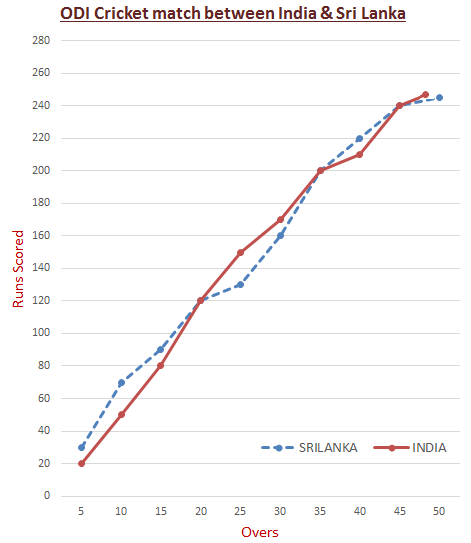 ODI Cricket match between India & Sri Lanka
280
260
240
220
200
180
160
140
120
100
80
60
40
20
0
Runs Scored
SRILANKA
INDIA
5 10 15 20 25 30 35 40 45 50
Overs